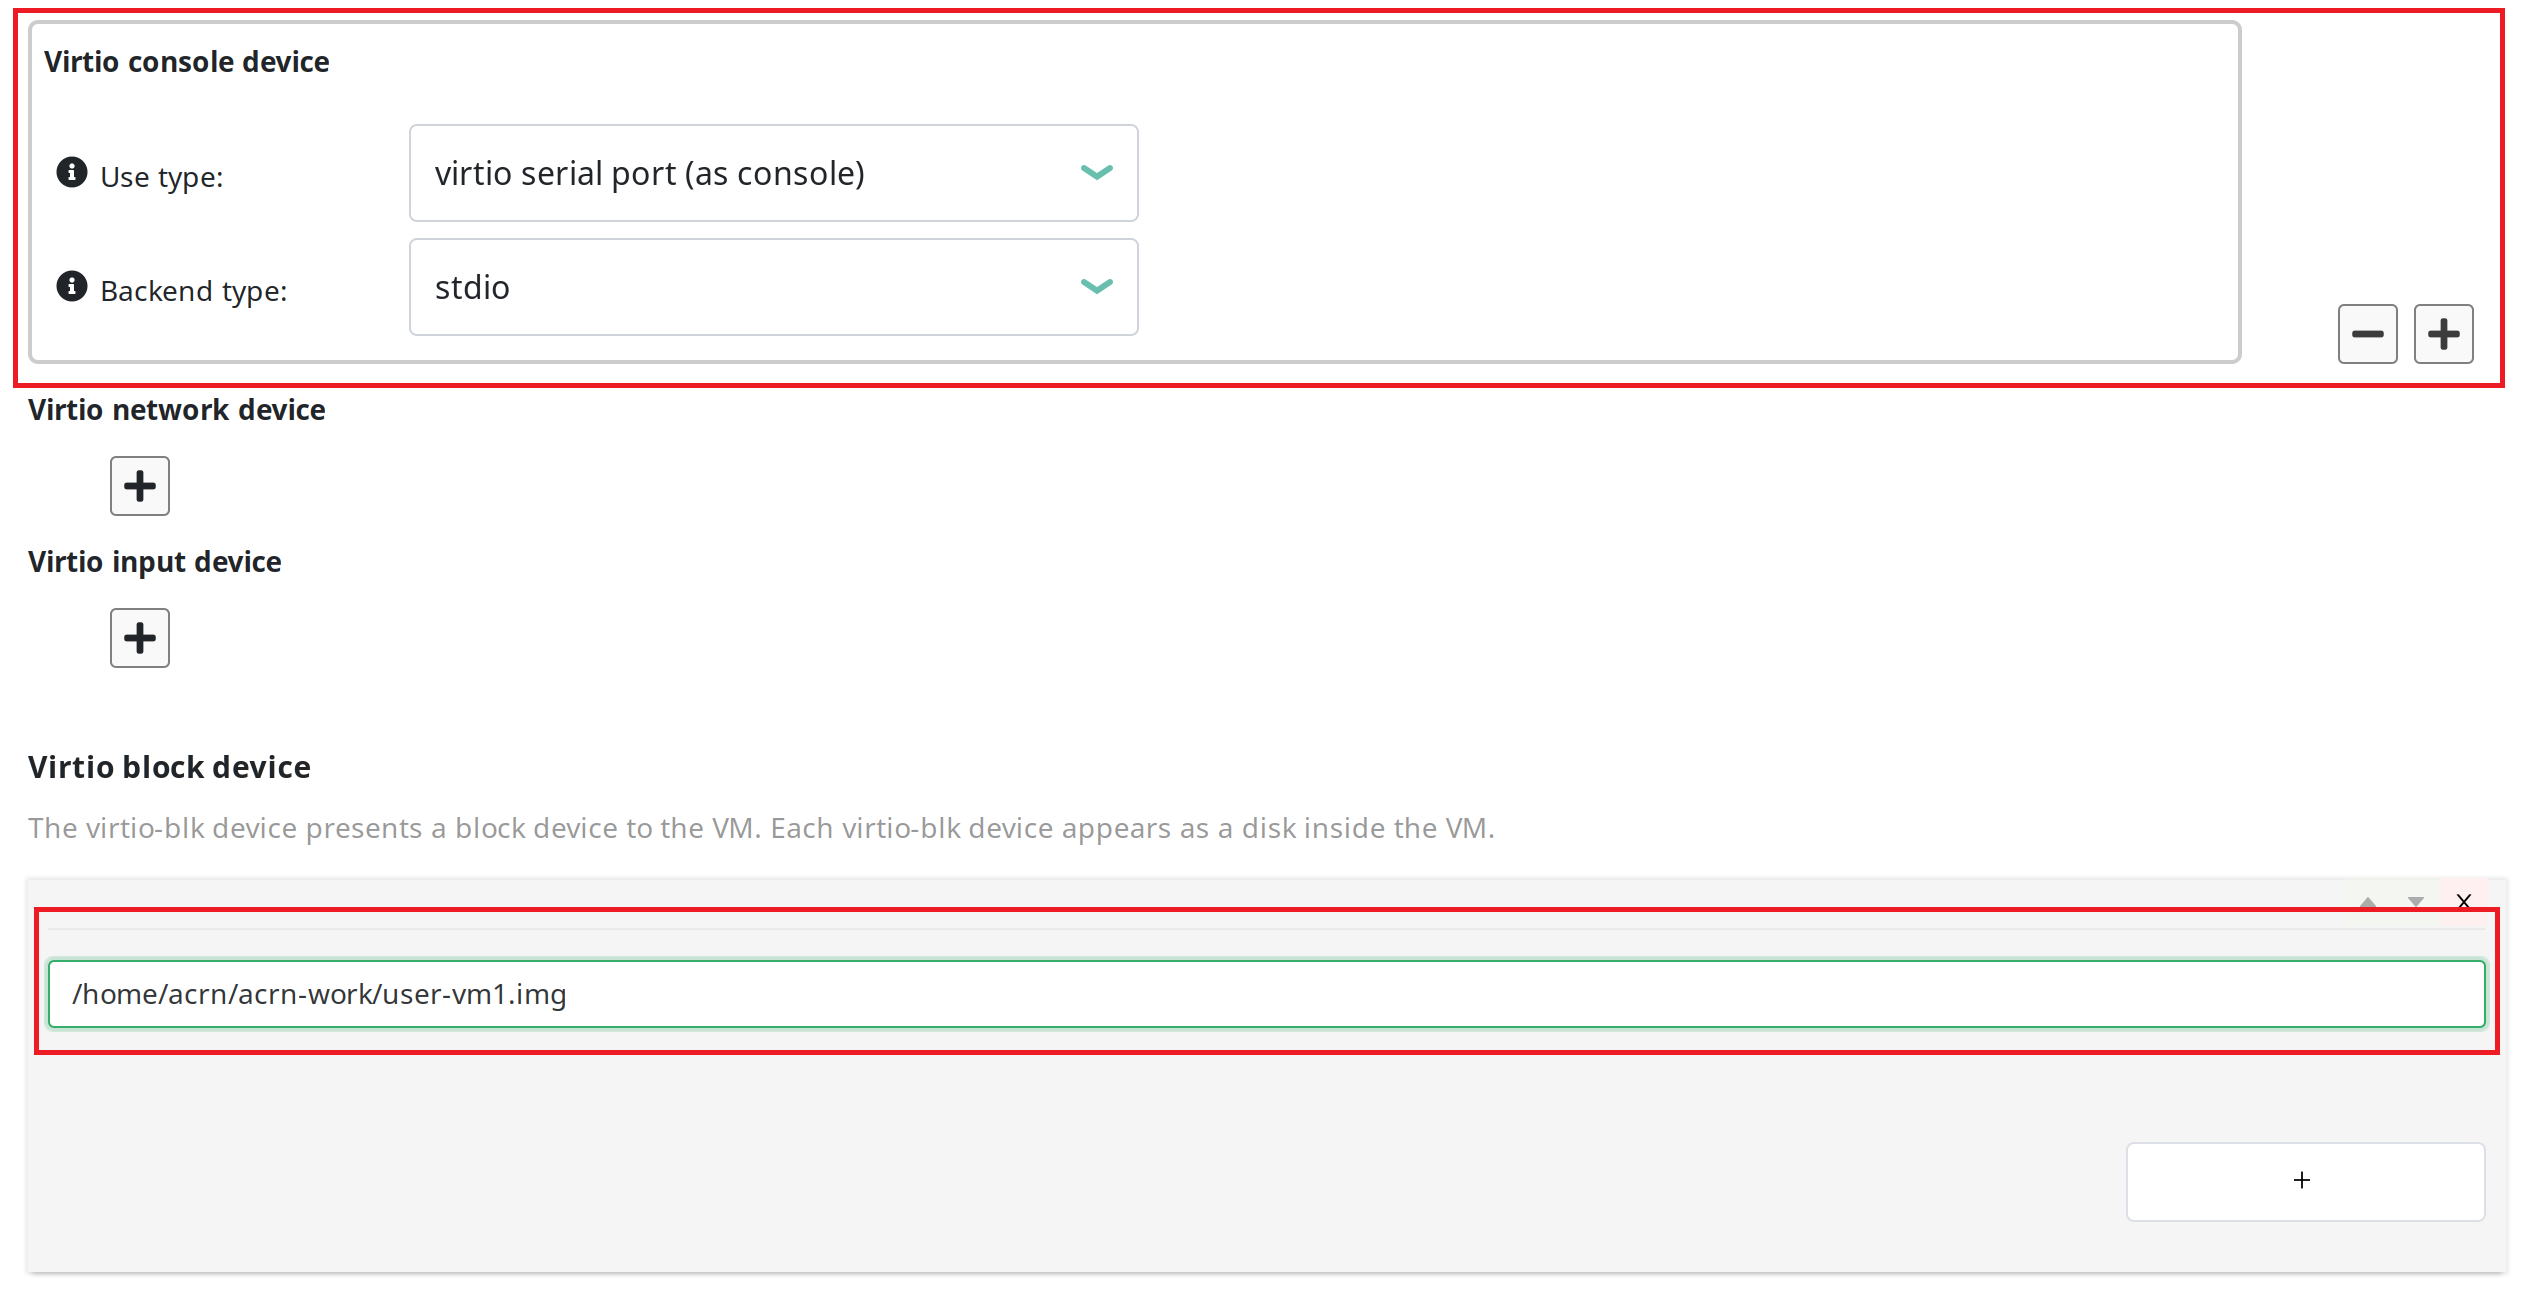 Virtio console device
Use type: virtio serial port (as console)
Backend type: stdio
Virtio network device
Virtio input device
Virtio block device
The virtio-blk device presents a block device to the VM. Each virtio-blk device appears as a disk inside the VM.
X
/home/acrn/acrn-work/user-vm1.img
+